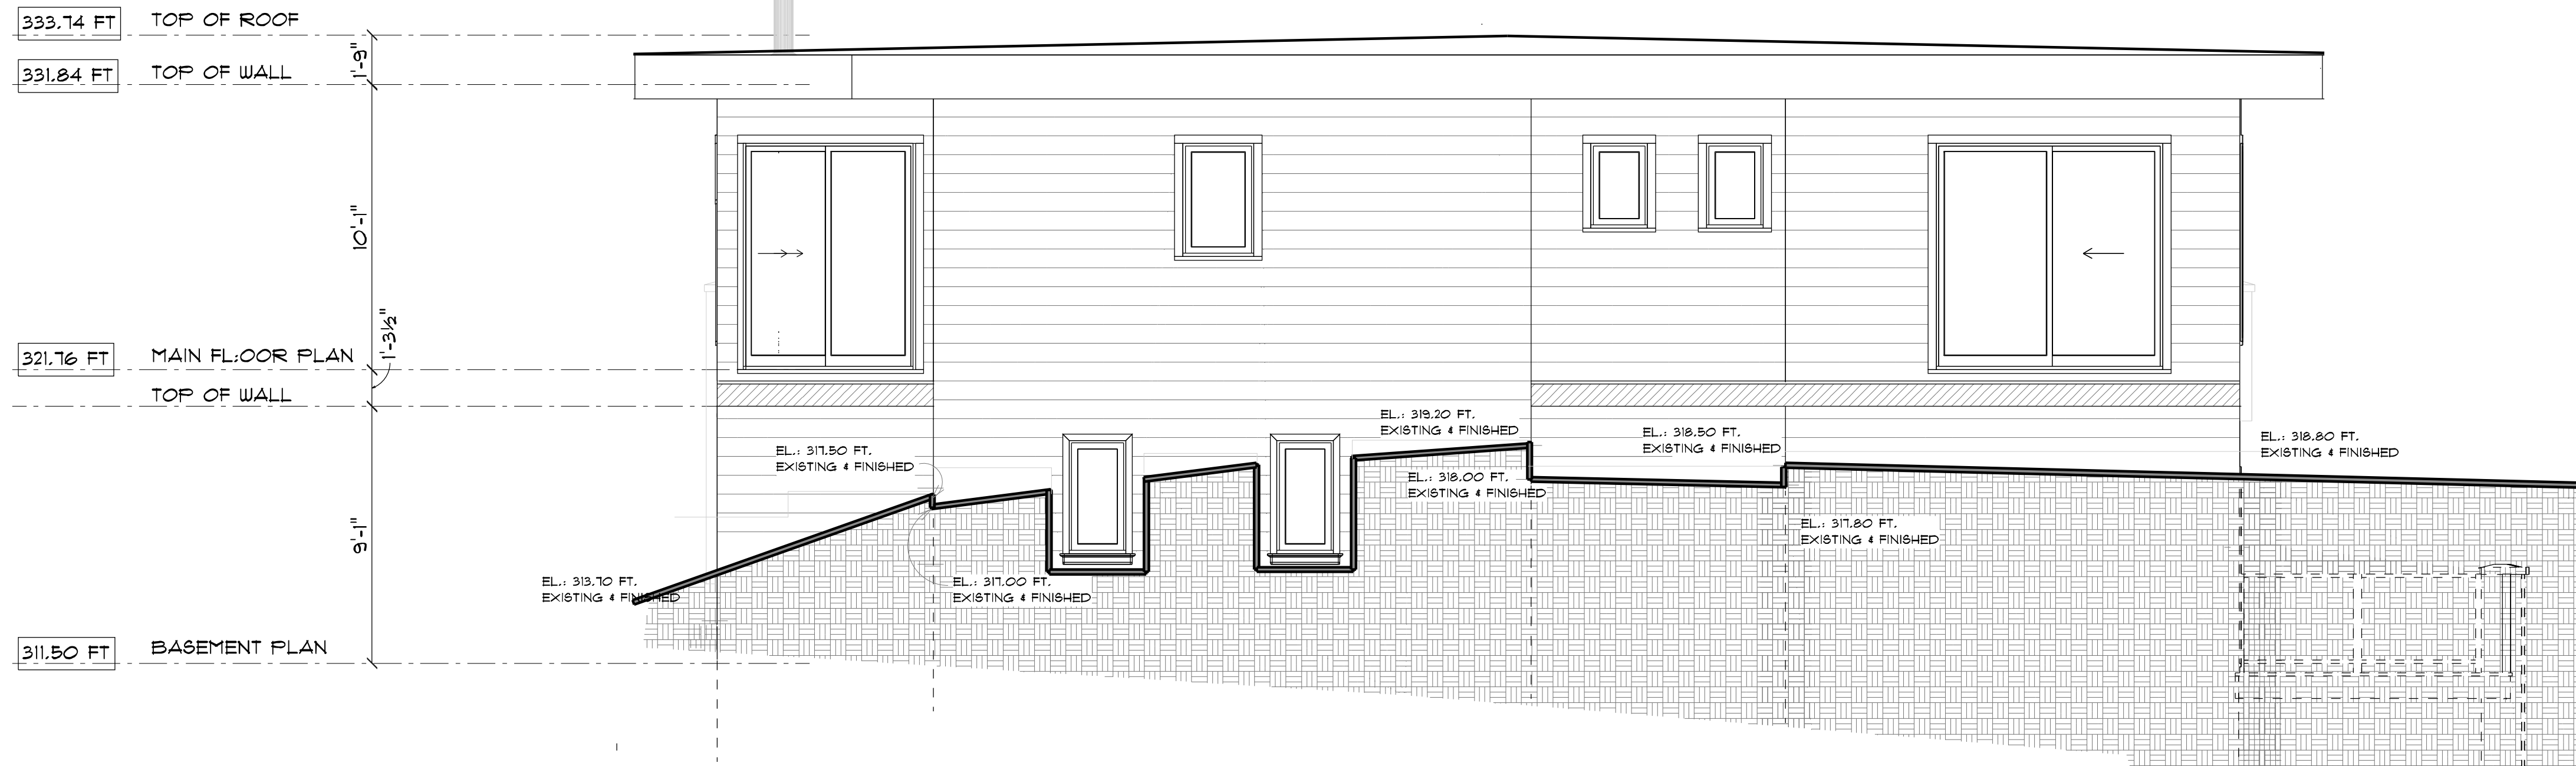 333.74 FT TOP OF ROOF
1'-9"
331.84 FT TOP OF WALL
10'-1"
1'-3½"
321.76 FT MAIN FL:OOR PLAN
TOP OF WALL
9'-1"
311.50 FT BASEMENT PLAN
EL.: 313.70 FT.
EXISTING & FINISHED
EL.: 317.50 FT.
EXISTING & FINISHED
EL.: 317.00 FT.
EXISTING & FINISHED
EL.: 319.20 FT.
EXISTING & FINISHED
EL.: 318.00 FT.
EXISTING & FINISHED
EL.: 318.50 FT.
EXISTING & FINISHED
EL.: 317.80 FT.
EXISTING & FINISHED
EL.: 318.80 FT.
EXISTING & FINISHED